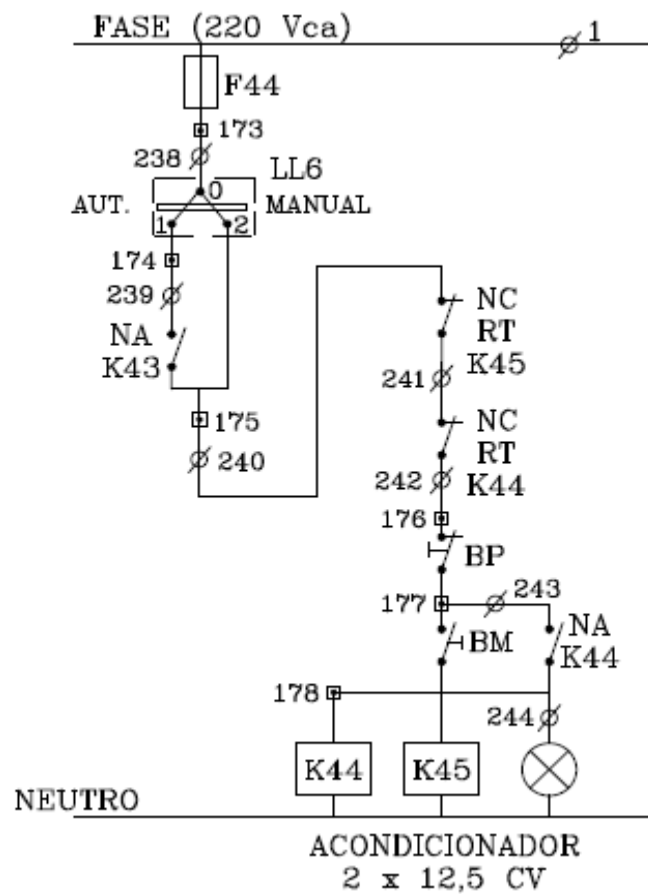 FASE (220 Vca)
1
F44
173
238
LL6
0
AUT.
MANUAL
1
2
174
239
NA
K43
175
240
NC
RT
K45
241
NC
RT
242
K44
176
BP
177
243
BM
NA
K44
178
244
K44
K45
NEUTRO
ACONDICIONADOR
2 x 12,5 CV